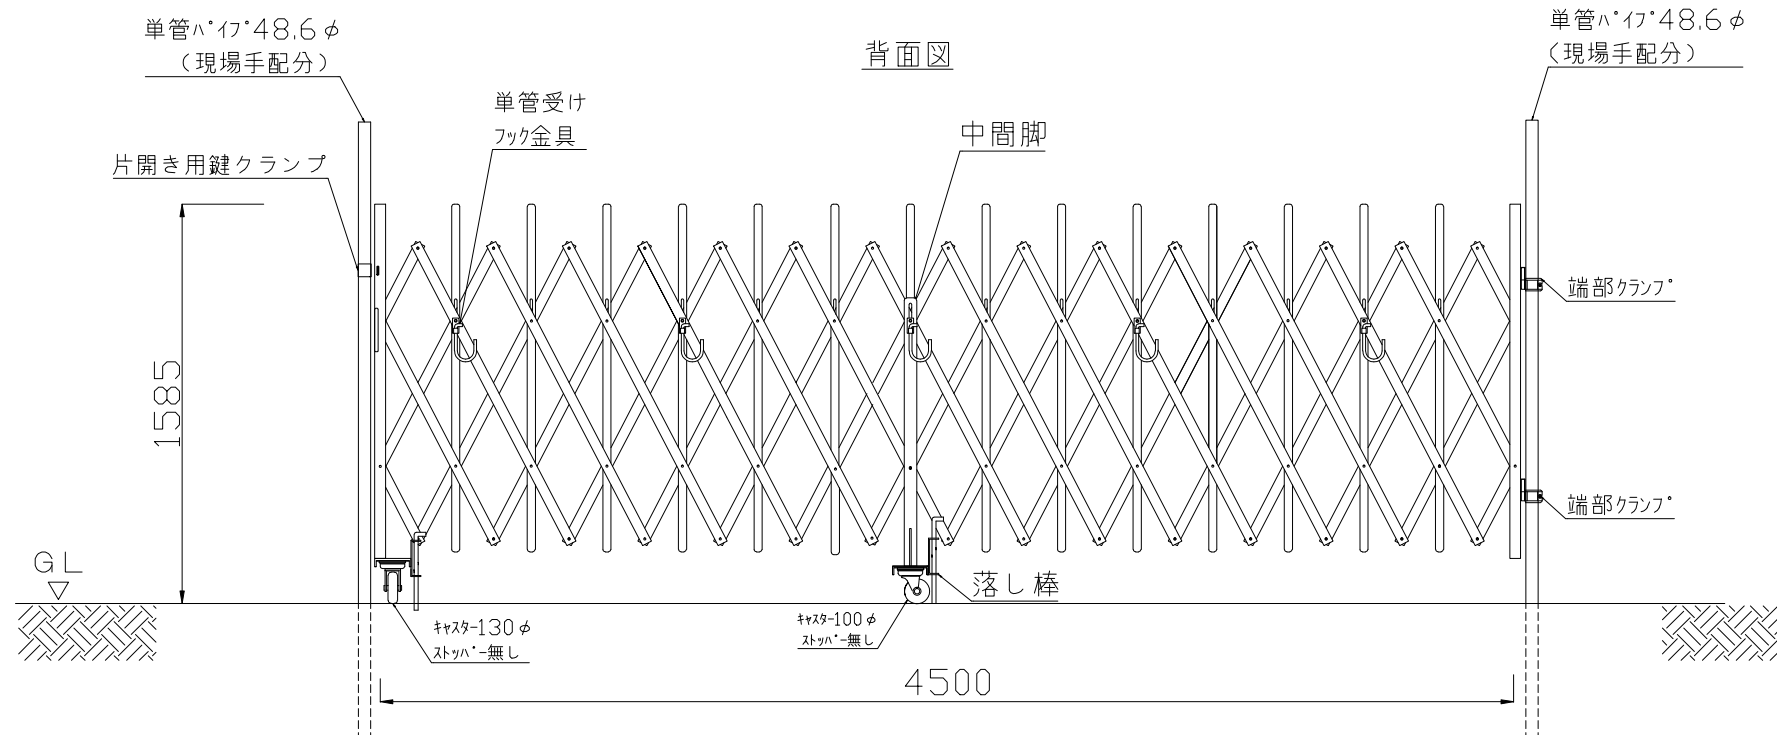 単管ﾊﾟｲﾌﾟ48.6φ
（現場手配分）
背面図
単管ﾊﾟｲﾌﾟ48.6φ
（現場手配分）
単管受け
ﾌｯｸ金具
中間脚
片開き用鍵クランプ
端部ｸﾗﾝﾌﾟ
1585
端部ｸﾗﾝﾌﾟ
GL
落し棒
ｷｬｽﾀｰ130φ
ｽﾄｯﾊﾟｰ無し
ｷｬｽﾀｰ100φ
ｽﾄｯﾊﾟｰ無し
4500